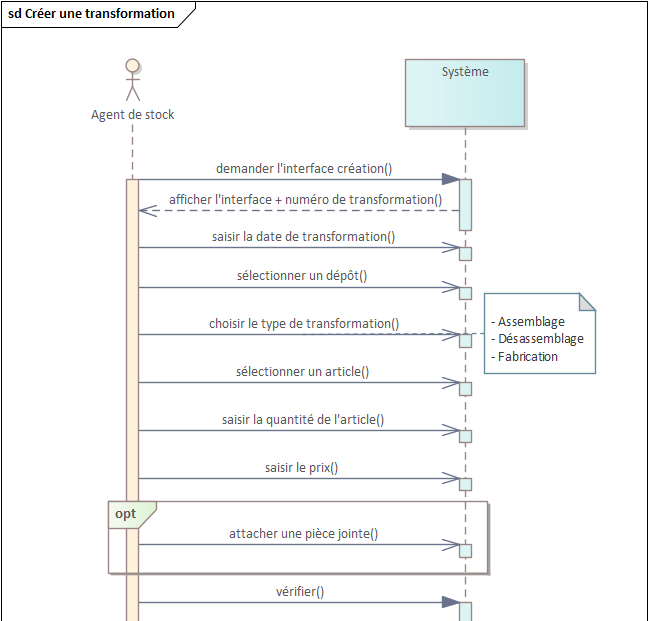 sd Créer une transformation
Agent de stock
Système
demander l'interface création()
afficher l'interface + numéro de transformation()
saisir la date de transformation()
sélectionner un dépôt()
choisir le type de transformation()
- Assemblage
- Désassemblage
- Fabrication
sélectionner un article()
saisir la quantité de l'article()
saisir le prix()
opt
attacher une pièce jointe()
vérifier()